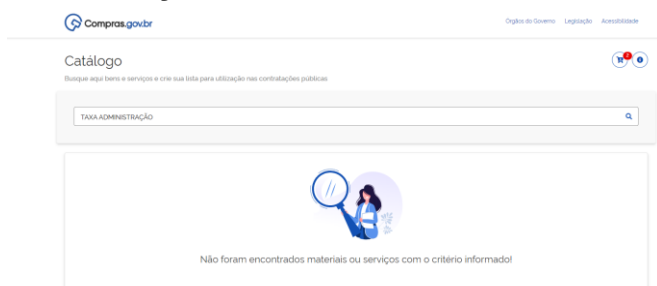 Compras.gov.br
Órgãos do Governo Legislação Acessibilidade
Catálogo
Busque aqui bens e serviços e crie sua lista para utilização nas contratações públicas
TAXA ADMINISTRAÇÃO
Não foram encontrados materiais ou serviços com o critério informado!